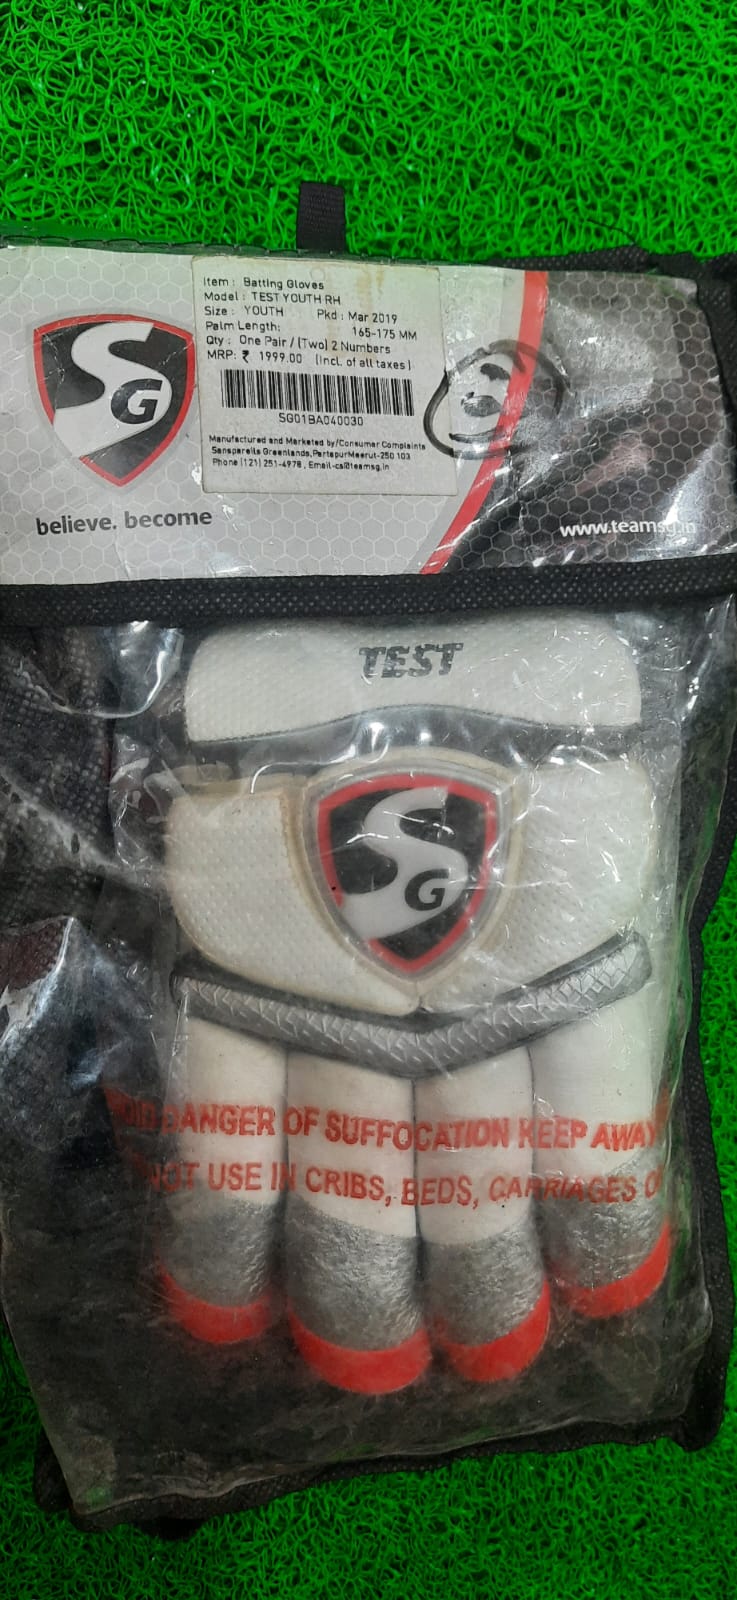 Item : Batting Gloves
Model : TEST YOUTH RH
Size : YOUTH Pkd : Mar 2019
Palm Length: 165-175 MM
Qty : One Pair / (Two) 2 Numbers
MRP: ₹ 1999.00 (Incl. of all taxes)
SG01BA040030
Manufactured and Marketed by/Consumer Complaints
Sanspareils Greenlands,PartapurMeerut-250 103
Phone (121) 251-4978, Email-cs@teamsg.in
SG
believe. become
www.teamsg.in
TEST
SG
DANGER OF SUFFOCATION KEEP AWAY
NOT USE IN CRIBS, BEDS, CARRIAGES